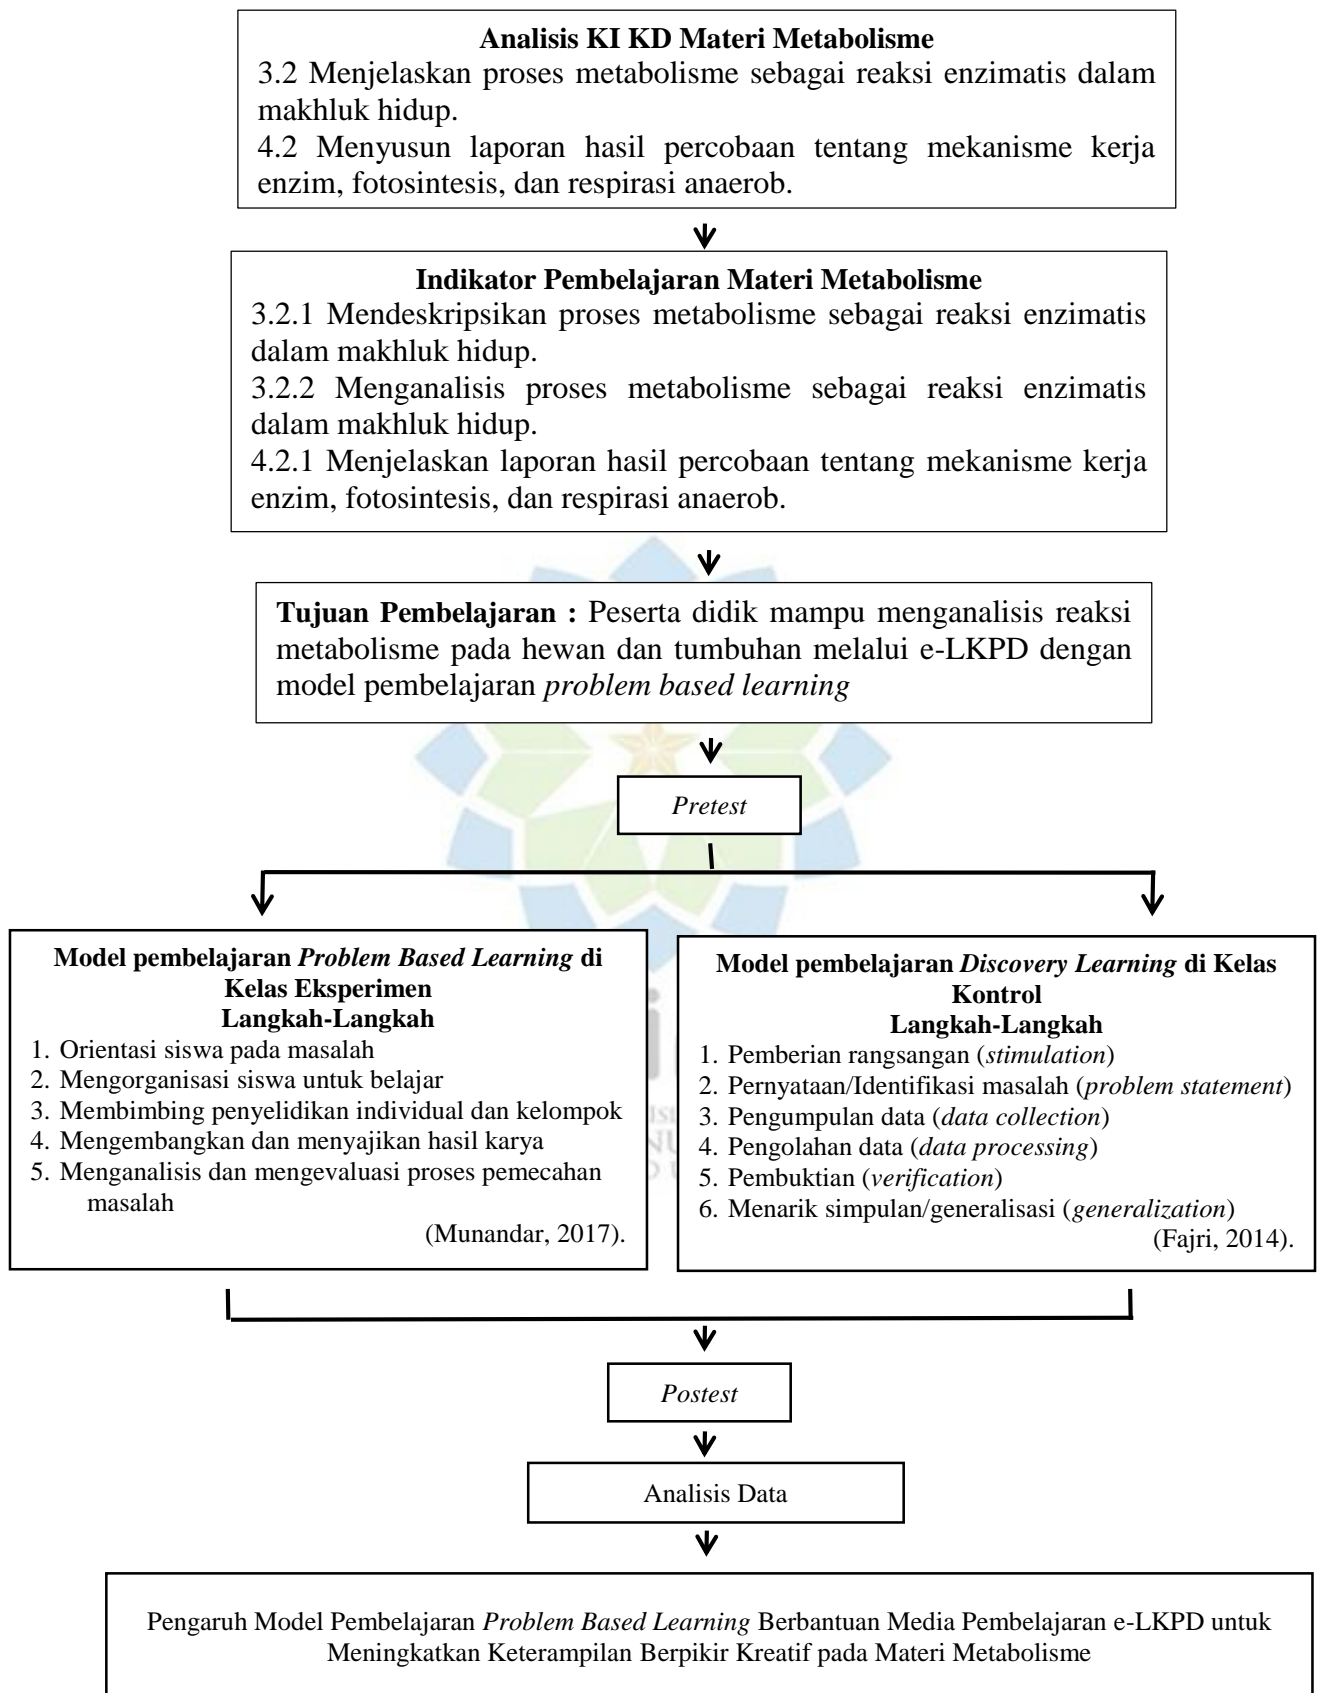 Analisis KI KD Materi Metabolisme
3.2 Menjelaskan proses metabolisme sebagai reaksi enzimatis dalam
makhluk hidup.
4.2 Menyusun laporan hasil percobaan tentang mekanisme kerja
enzim, fotosintesis, dan respirasi anaerob.
Indikator Pembelajaran Materi Metabolisme
3.2.1 Mendeskripsikan proses metabolisme sebagai reaksi enzimatis
dalam makhluk hidup.
3.2.2 Menganalisis proses metabolisme sebagai reaksi enzimatis
dalam makhluk hidup.
4.2.1 Menjelaskan laporan hasil percobaan tentang mekanisme kerja
enzim, fotosintesis, dan respirasi anaerob.
Tujuan Pembelajaran : Peserta didik mampu menganalisis reaksi
metabolisme pada hewan dan tumbuhan melalui e-LKPD dengan
model pembelajaran problem based learning
Pretest
Model pembelajaran Problem Based Learning di
Kelas Eksperimen
Langkah-Langkah
1. Orientasi siswa pada masalah
2. Mengorganisasi siswa untuk belajar
3. Membimbing penyelidikan individual dan kelompok
4. Mengembangkan dan menyajikan hasil karya
5. Menganalisis dan mengevaluasi proses pemecahan
masalah
(Munandar, 2017).
Model pembelajaran Discovery Learning di Kelas
Kontrol
Langkah-Langkah
1. Pemberian rangsangan (stimulation)
2. Pernyataan/Identifikasi masalah (problem statement)
3. Pengumpulan data (data collection)
4. Pengolahan data (data processing)
5. Pembuktian (verification)
6. Menarik simpulan/generalisasi (generalization)
(Fajri, 2014).
Postest
Analisis Data
Pengaruh Model Pembelajaran Problem Based Learning Berbantuan Media Pembelajaran e-LKPD untuk
Meningkatkan Keterampilan Berpikir Kreatif pada Materi Metabolisme